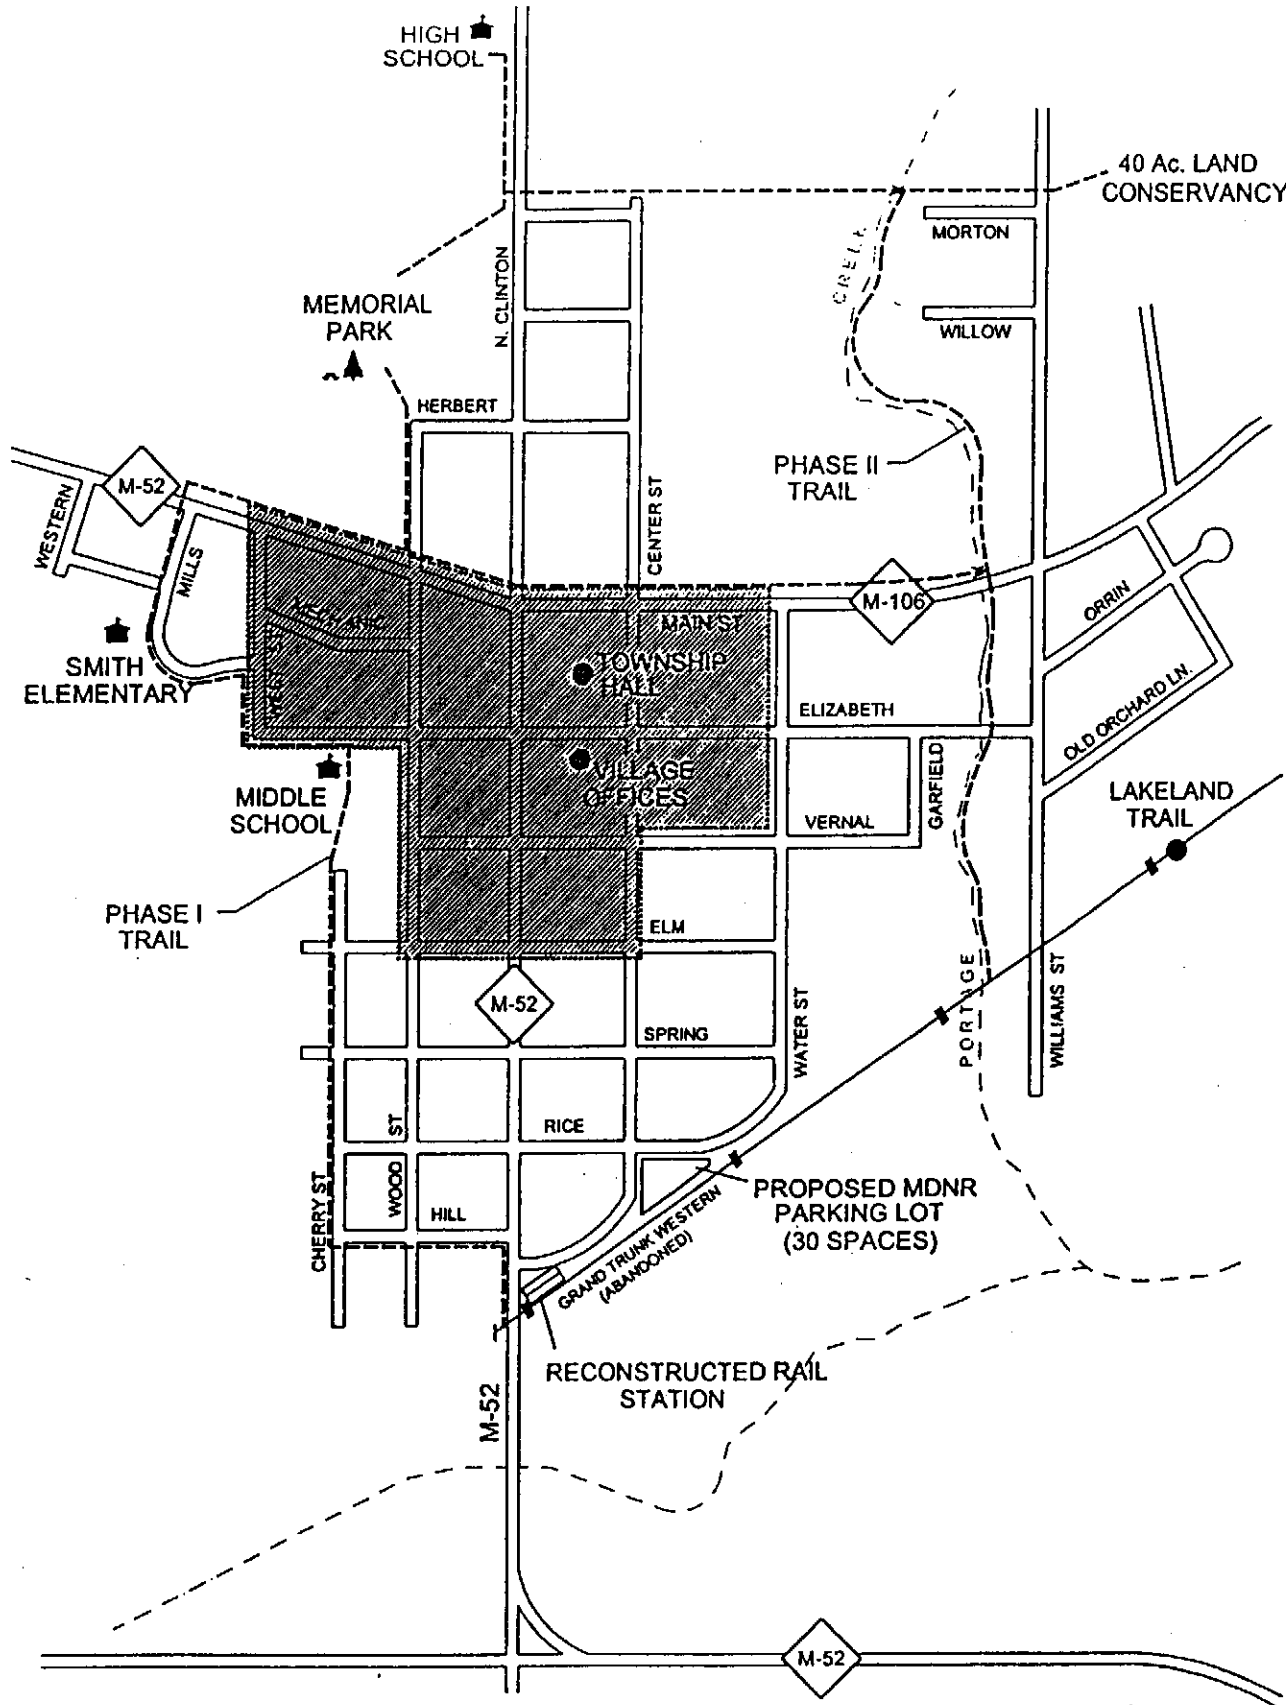 HIGH
SCHOOL
40 Ac. LAND
CONSERVANCY
MORTON
CREEK
N. CLINTON
MEMORIAL
PARK
WILLOW
HERBERT
PHASE II
TRAIL
M-52
WESTERN
CENTER ST
MILLS
MECHANIC
M-106
MAIN ST
ORRIN
SMITH
ELEMENTARY
TOWNSHIP
HALL
WEST ST
ELIZABETH
OLD ORCHARD LN.
VILLAGE
OFFICES
GARFIELD
MIDDLE
SCHOOL
VERNAL
LAKELAND
TRAIL
PHASE I
TRAIL
ELM
M-52
SPRING
WATER ST
PORTAGE
WILLIAMS ST
RICE
WOOD ST
CHERRY ST
HILL
PROPOSED MDNR
PARKING LOT
(30 SPACES)
GRAND TRUNK WESTERN
(ABANDONED)
RECONSTRUCTED RAIL
STATION
M-52
M-52